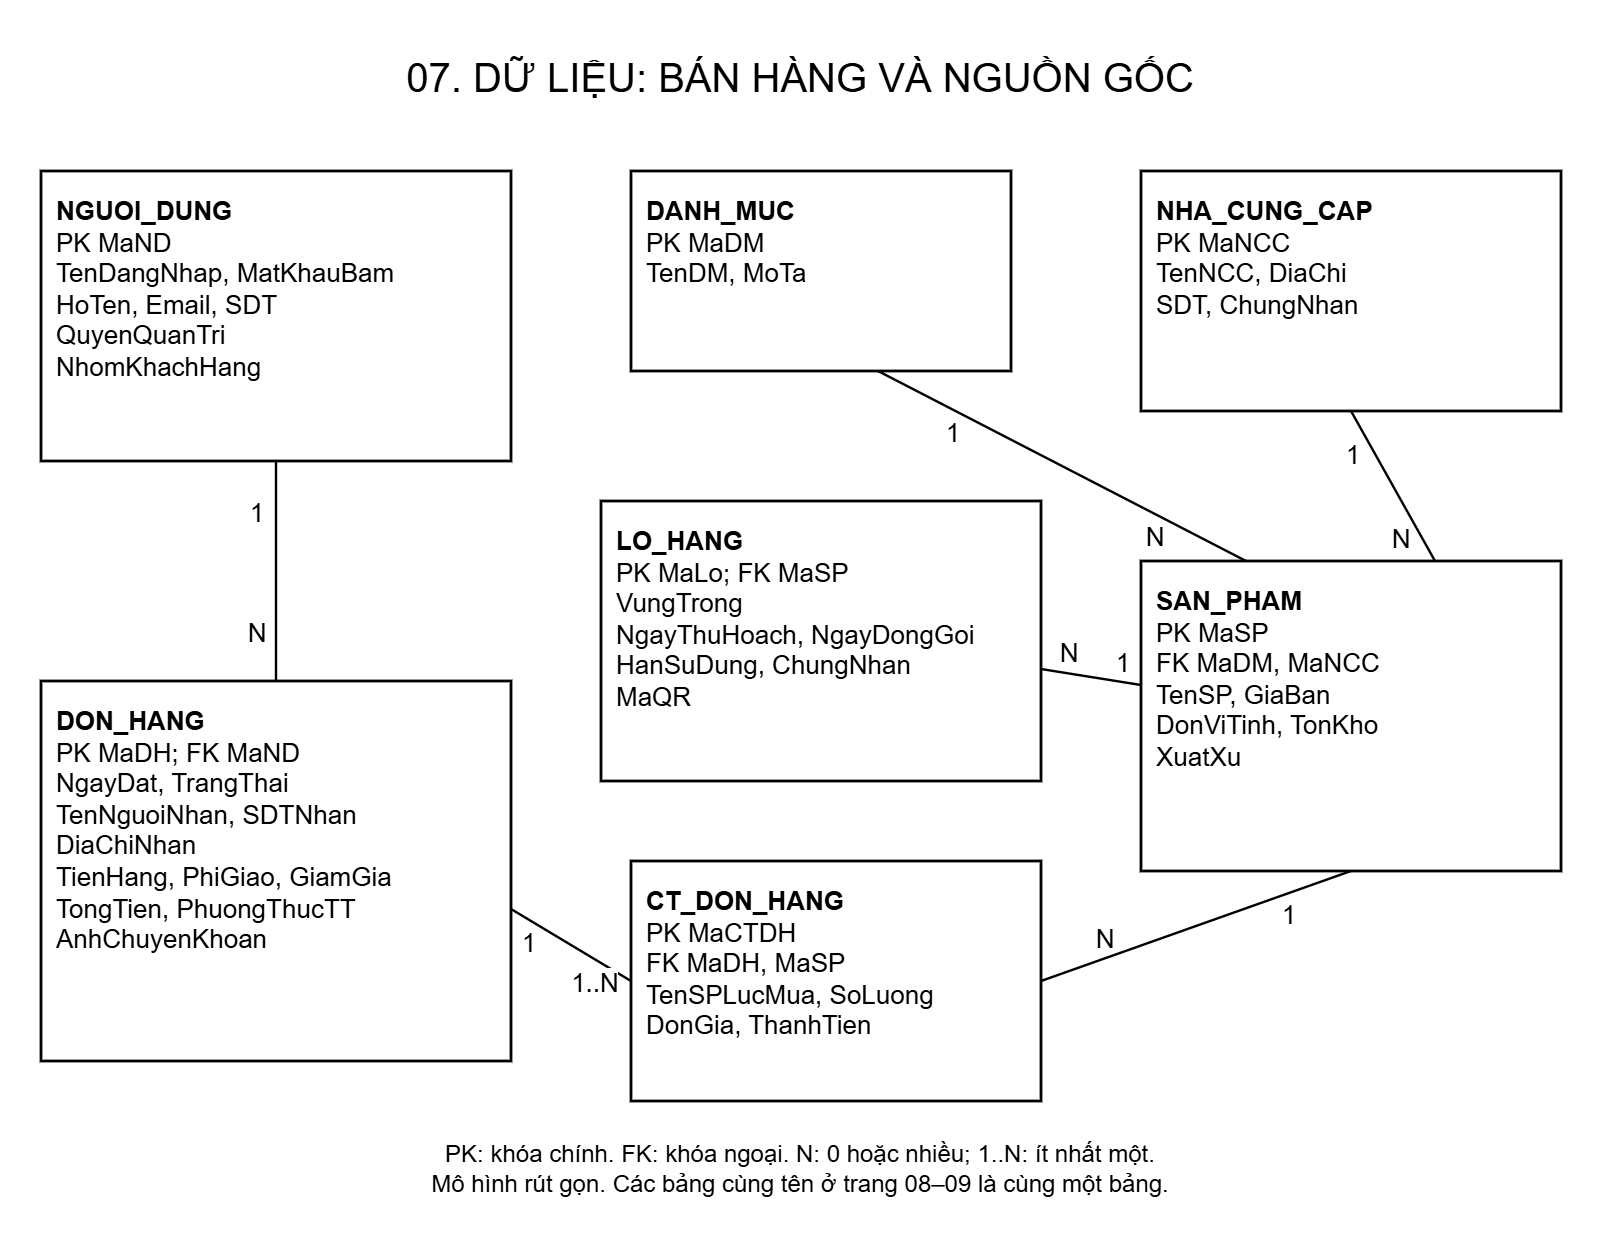 07. DỮ LIỆU: BÁN HÀNG VÀ NGUỒN GỐC
NGUOI_DUNG
PK MaND
TenDangNhap, MatKhauBam
HoTen, Email, SDT
QuyenQuanTri
NhomKhachHang
DANH_MUC
PK MaDM
TenDM, MoTa
NHA_CUNG_CAP
PK MaNCC
TenNCC, DiaChi
SDT, ChungNhan
1
1
1
N
N
N
LO_HANG
PK MaLo; FK MaSP
VungTrong
NgayThuHoach, NgayDongGoi
HanSuDung, ChungNhan
MaQR
N
1
SAN_PHAM
PK MaSP
FK MaDM, MaNCC
TenSP, GiaBan
DonViTinh, TonKho
XuatXu
DON_HANG
PK MaDH; FK MaND
NgayDat, TrangThai
TenNguoiNhan, SDTNhan
DiaChiNhan
TienHang, PhiGiao, GiamGia
TongTien, PhuongThucTT
AnhChuyenKhoan
1
1..N
CT_DON_HANG
PK MaCTDH
FK MaDH, MaSP
TenSPLucMua, SoLuong
DonGia, ThanhTien
N
1
PK: khóa chính. FK: khóa ngoại. N: 0 hoặc nhiều; 1..N: ít nhất một.
Mô hình rút gọn. Các bảng cùng tên ở trang 08–09 là cùng một bảng.